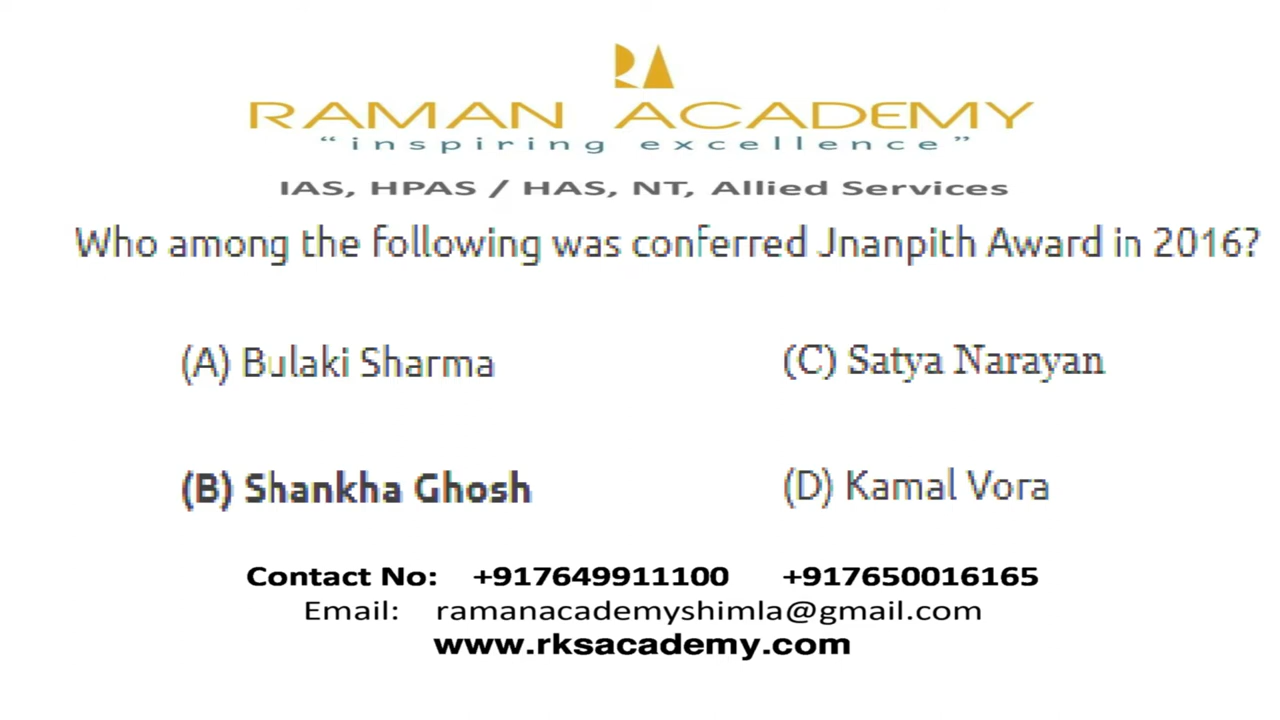 RA
RAMAN ACADEMY
"inspiring excellence"
IAS, HPAS / HAS, NT, Allied Services
Who among the following was conferred Jnanpith Award in 2016?
(A) Bulaki Sharma
(C) Satya Narayan
(B) Shankha Ghosh
(D) Kamal Vora
Contact No: +917649911100 +917650016165
Email: ramanacademyshimla@gmail.com
www.rksacademy.com